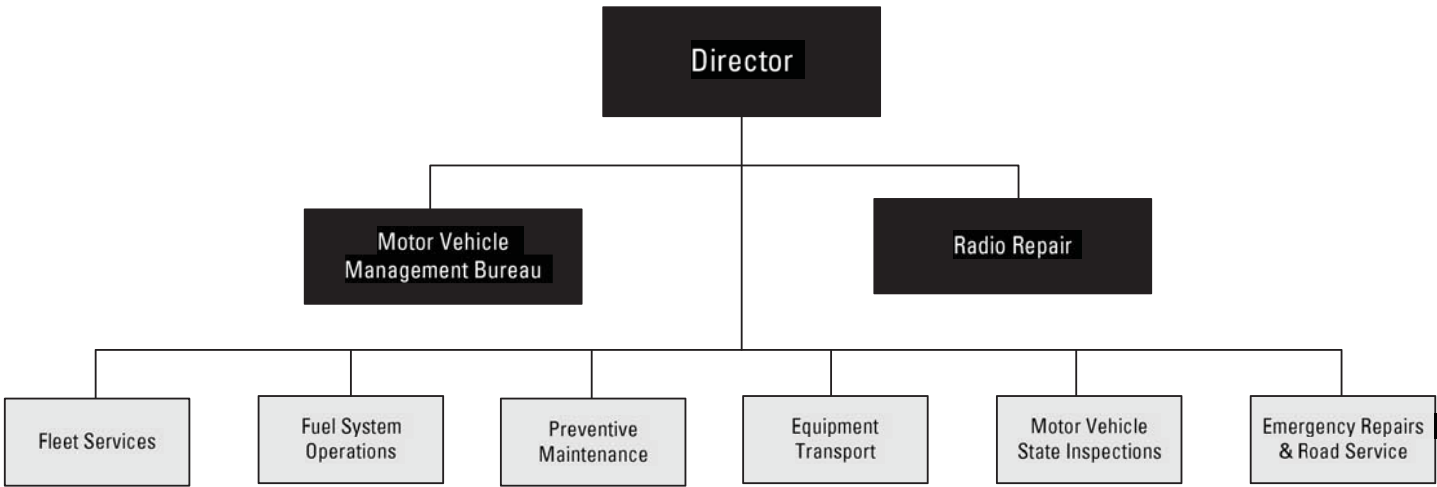 Director
Motor Vehicle
Management Bureau
Radio Repair
Fleet Services
Fuel System
Operations
Preventive
Maintenance
Equipment
Transport
Motor Vehicle
State Inspections
Emergency Repairs
& Road Service